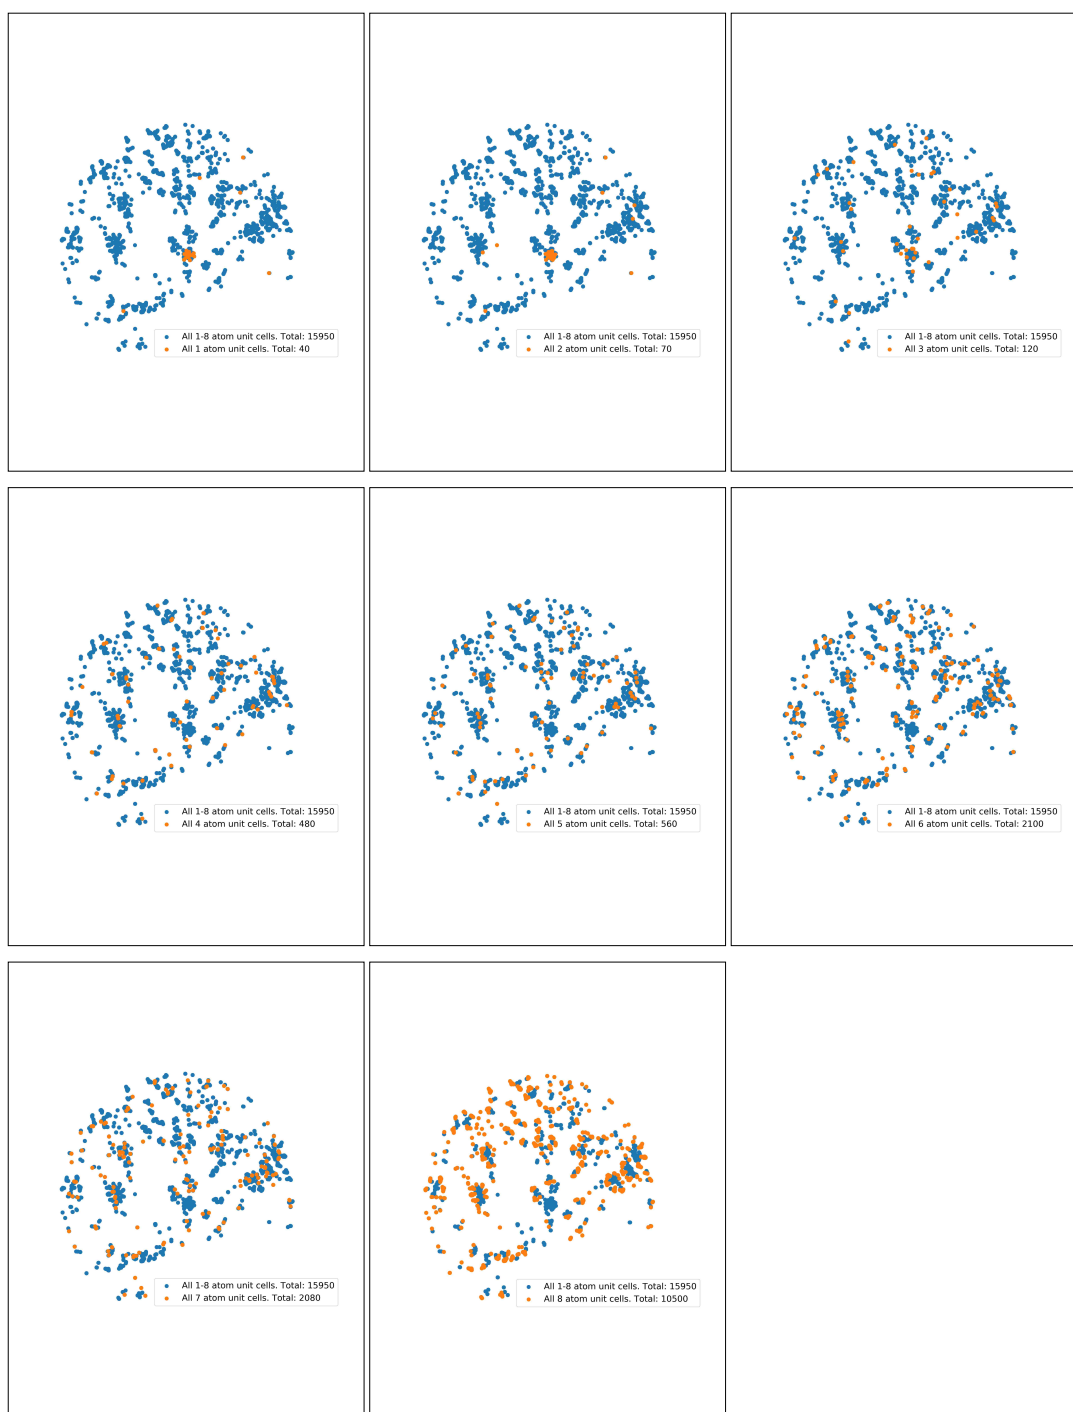 All 1-8 atom unit cells. Total: 15950
All 1 atom unit cells. Total: 40
All 1-8 atom unit cells. Total: 15950
All 2 atom unit cells. Total: 70
All 1-8 atom unit cells. Total: 15950
All 3 atom unit cells. Total: 120
All 1-8 atom unit cells. Total: 15950
All 4 atom unit cells. Total: 480
All 1-8 atom unit cells. Total: 15950
All 5 atom unit cells. Total: 560
All 1-8 atom unit cells. Total: 15950
All 6 atom unit cells. Total: 2100
All 1-8 atom unit cells. Total: 15950
All 7 atom unit cells. Total: 2080
All 1-8 atom unit cells. Total: 15950
All 8 atom unit cells. Total: 10500